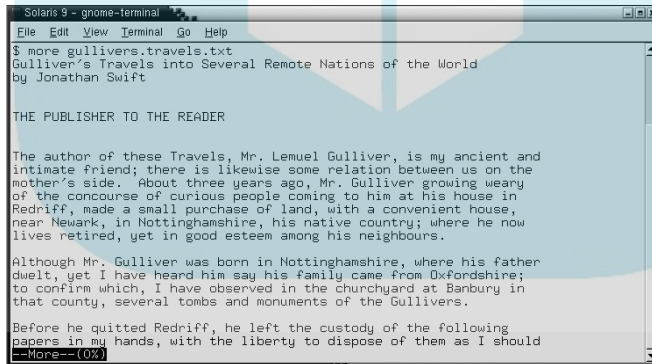 Solaris 9 - gnome-terminal
File Edit View Terminal Go Help
$ more gullivers.travels.txt
Gulliver's Travels into Several Remote Nations of the World
by Jonathan Swift
THE PUBLISHER TO THE READER
The author of these Travels, Mr. Lemuel Gulliver, is my ancient and
intimate friend; there is likewise some relation between us on the
mother's side.  About three years ago, Mr. Gulliver growing weary
of the concourse of curious people coming to him at his house in
Redriff, made a small purchase of land, with a convenient house,
near Newark, in Nottinghamshire, his native country; where he now
lives retired, yet in good esteem among his neighbours.
Although Mr. Gulliver was born in Nottinghamshire, where his father
dwelt, yet I have heard him say his family came from Oxfordshire;
to confirm which, I have observed in the churchyard at Banbury in
that county, several tombs and monuments of the Gullivers.
Before he quitted Redriff, he left the custody of the following
papers in my hands, with the liberty to dispose of them as I should
--More--(0%)